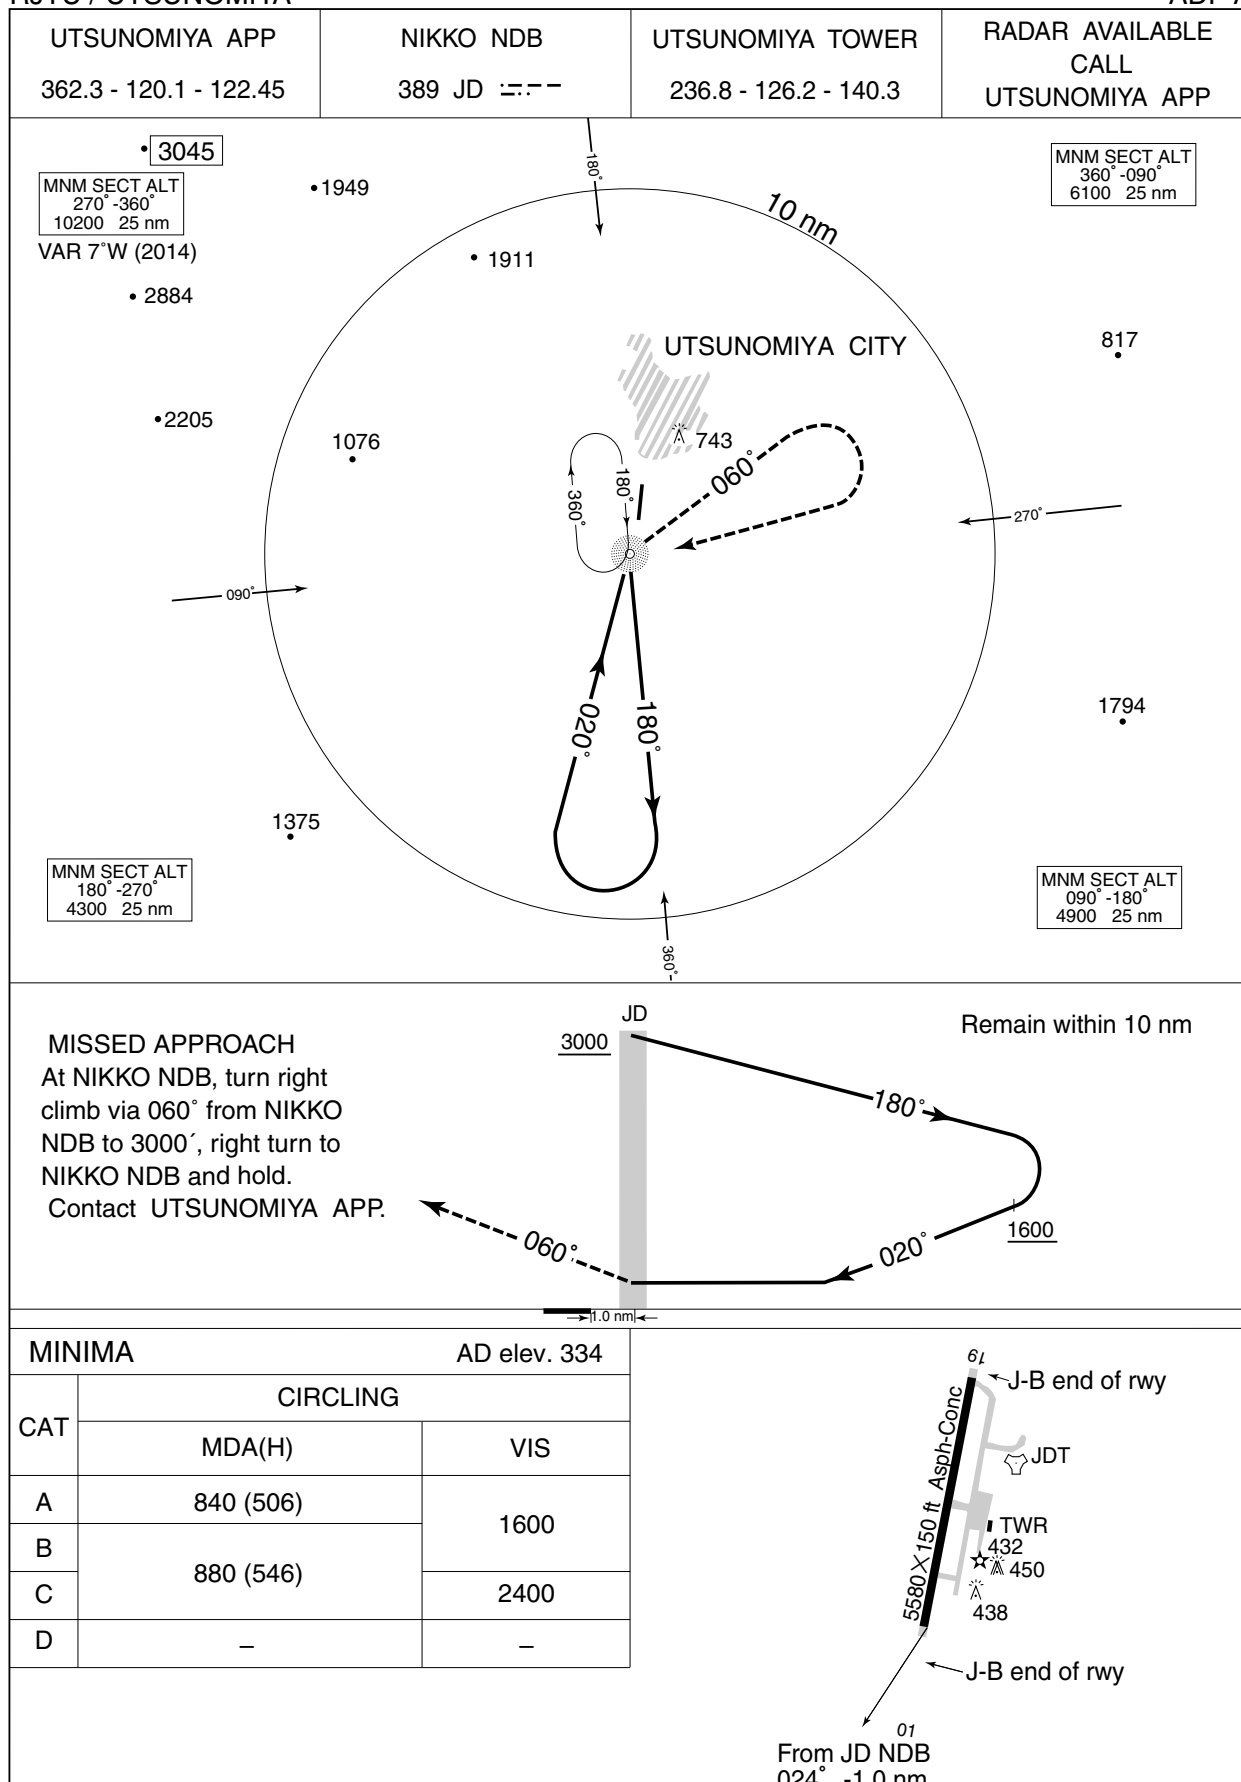 UTSUNOMIYA APP
362.3 - 120.1 - 122.45
NIKKO NDB
389 JD
UTSUNOMIYA TOWER
236.8 - 126.2 - 140.3
RADAR AVAILABLE
CALL
UTSUNOMIYA APP
3045
MNM SECT ALT
270°-360°
10200 25 nm
VAR 7°W (2014)
1949
180°
10 nm
MNM SECT ALT
360°-090°
6100 25 nm
1911
2884
UTSUNOMIYA CITY
817
2205
1076
743
060°
360°
180°
270°
090°
020°
180°
1794
1375
MNM SECT ALT
180°-270°
4300 25 nm
MNM SECT ALT
090°-180°
4900 25 nm
360°
MISSED APPROACH
At NIKKO NDB, turn right
climb via 060° from NIKKO
NDB to 3000´, right turn to
NIKKO NDB and hold.
Contact UTSUNOMIYA APP.
JD
3000
Remain within 10 nm
180°
1600
020°
060°
1.0 nm
MINIMA AD elev. 334
CAT
CIRCLING
MDA(H) VIS
A 840 (506) 1600
B 880 (546)
C 2400
D – –
19
J-B end of rwy
5580×150 ft Asph-Conc
JDT
TWR
432
450
438
J-B end of rwy
01
From JD NDB
024° -1.0 nm